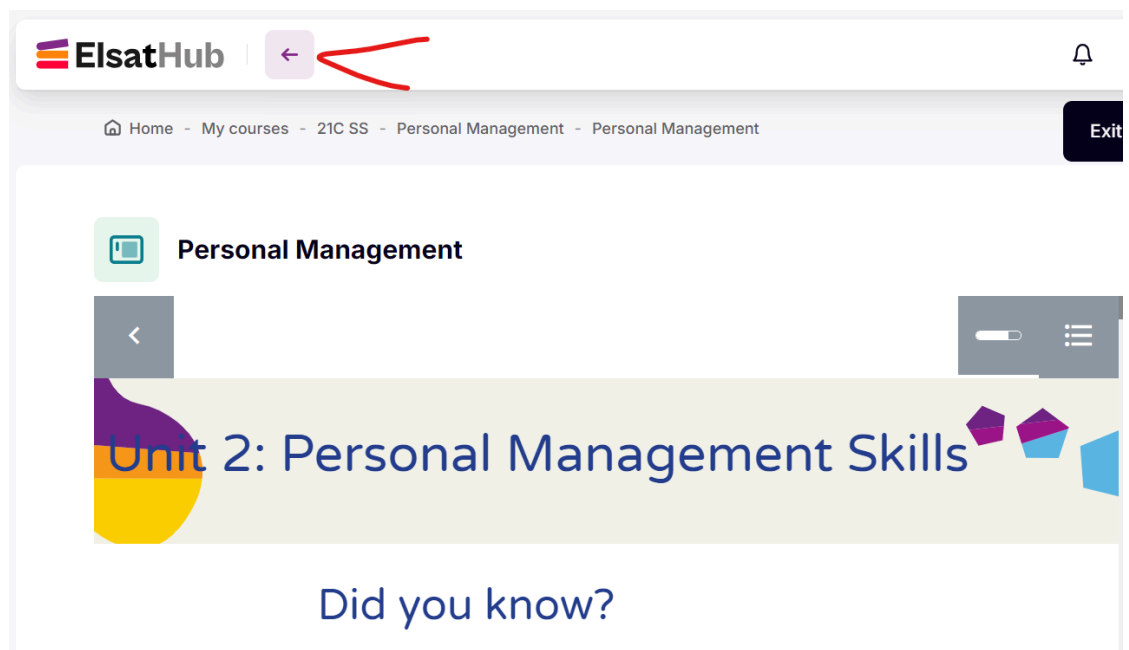 ElsatHub
Home - My courses - 21C SS - Personal Management - Personal Management
Exit
Personal Management
Unit 2: Personal Management Skills
Did you know?